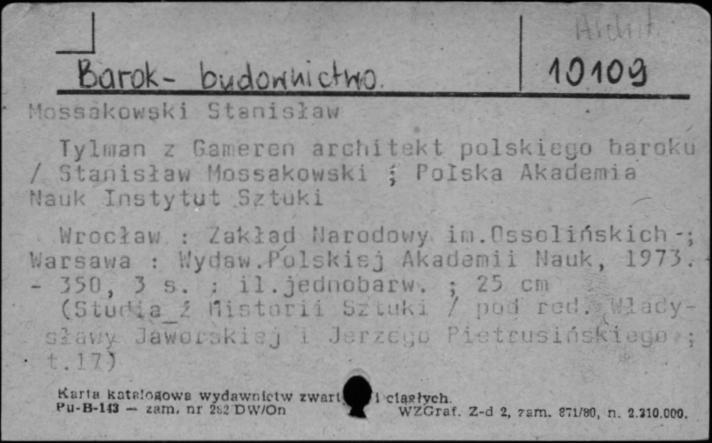 Archit.
Barok- budownictwo. 10109
Mossakowski Stanisław
Tylman z Gameren architekt polskiego baroku
/ Stanisław Mossakowski ; Polska Akademia
Nauk Instytut Sztuki
Wrocław : Zakład Narodowy im.Ossolińskich -;
Warsawa : Wydaw.Polskiej Akademii Nauk, 1973.
- 350, 3 s. : il.jednobarw. ; 25 cm
(Studia z Historii Sztuki / pod red. Włady-
sławy Jaworskiej i Jerzego Pietrusińskiego ;
t.17)
Karta katalogowa wydawnictw zwart i ciągłych.
Pu-B-143 — zam. nr 282 DW/On WZGraf. Z-d 2, zam. 871/80, n. 2.210.000.